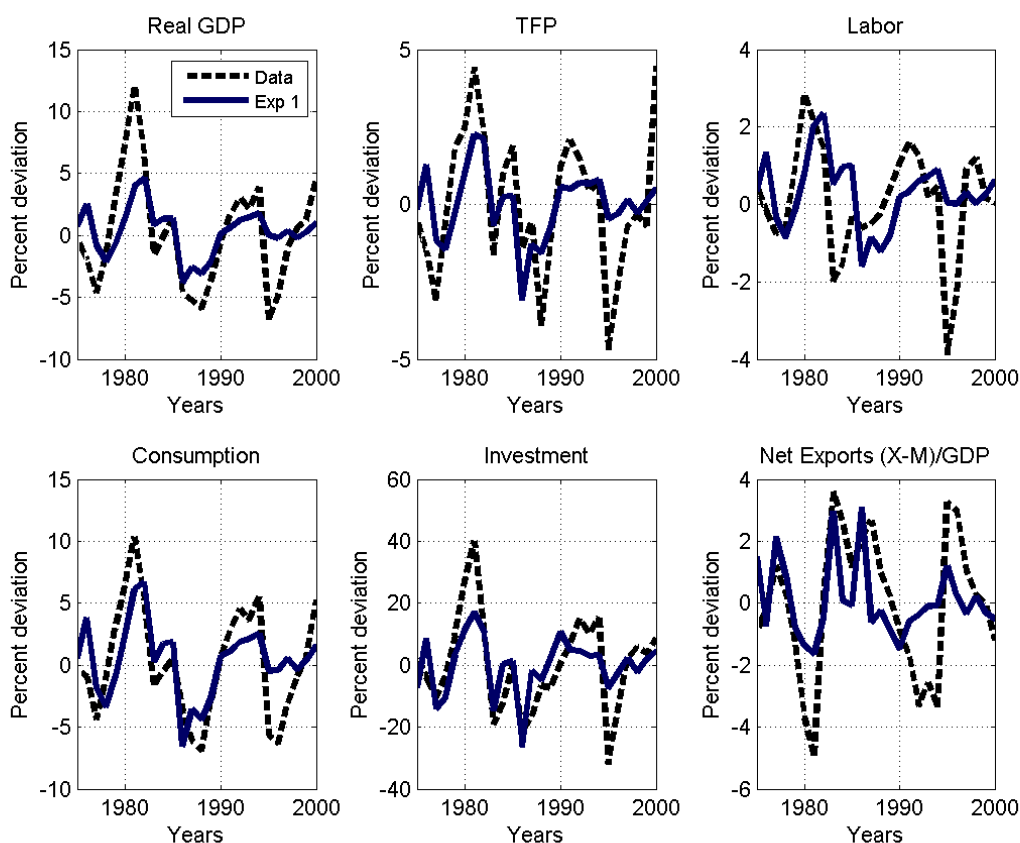 Real GDP
Percent deviation
15
10
5
0
-5
-10
Data
Exp 1
1980
1990
2000
Years
TFP
Percent deviation
5
0
-5
1980
1990
2000
Years
Labor
Percent deviation
4
2
0
-2
-4
1980
1990
2000
Years
Consumption
Percent deviation
15
10
5
0
-5
-10
1980
1990
2000
Years
Investment
Percent deviation
60
40
20
0
-20
-40
1980
1990
2000
Years
Net Exports (X-M)/GDP
Percent deviation
4
2
0
-2
-4
-6
1980
1990
2000
Years